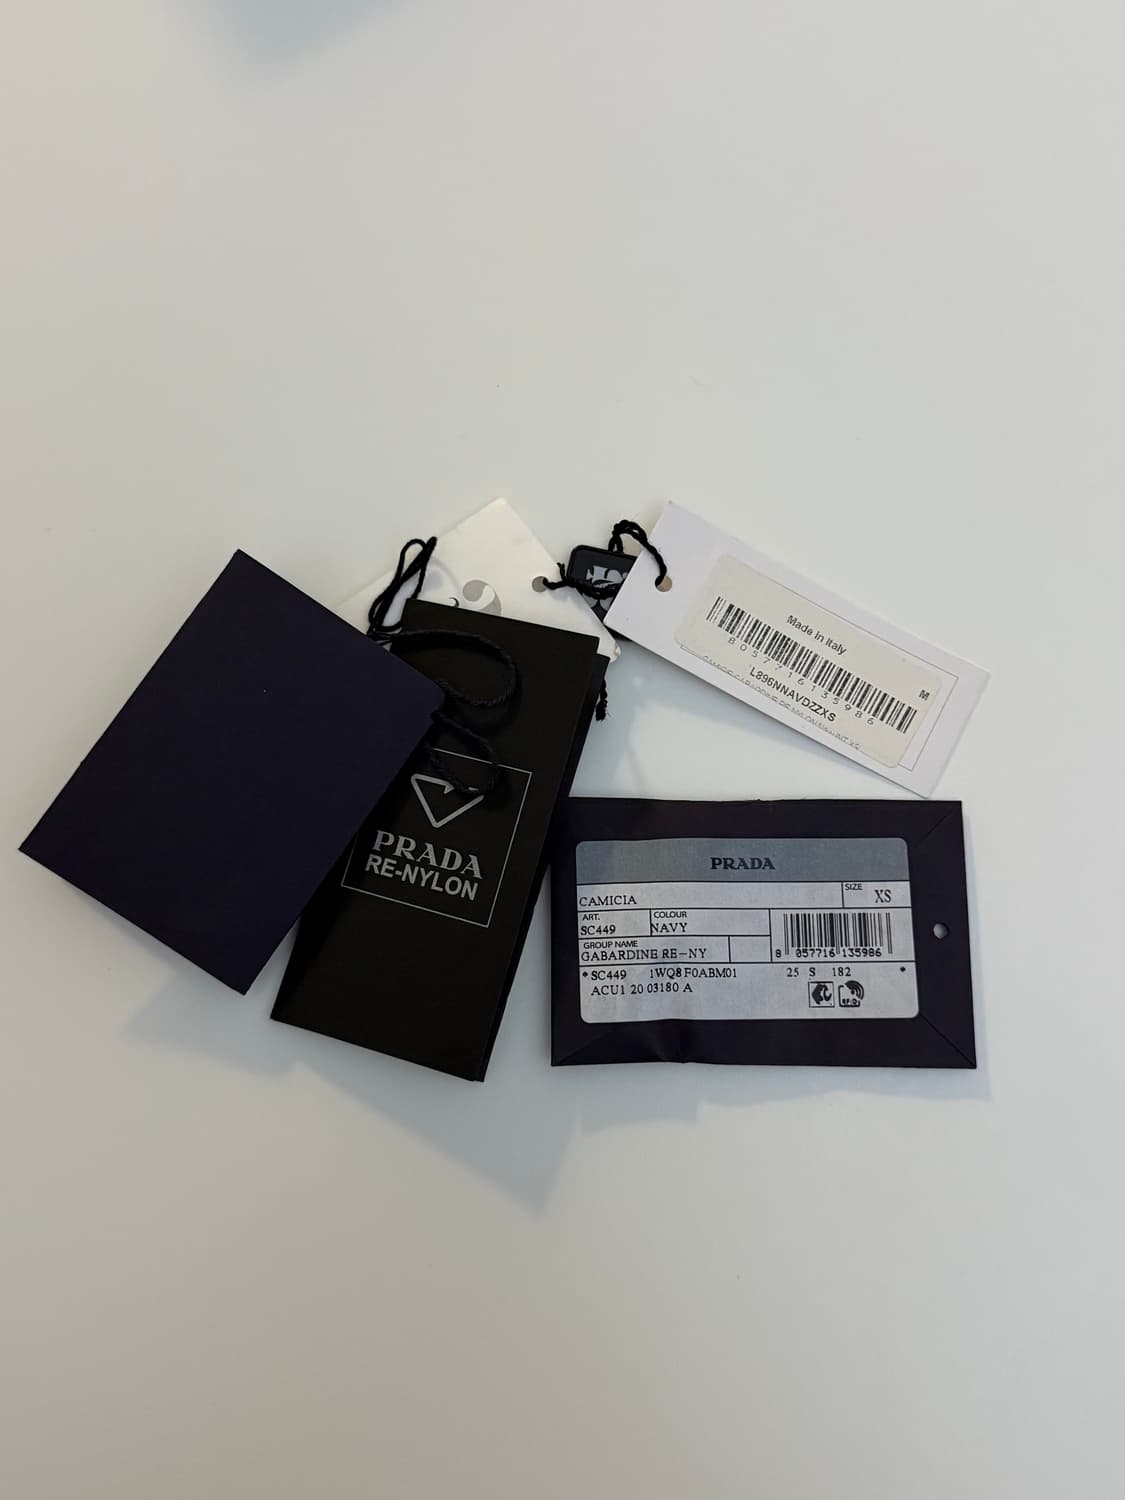 Made in Italy
8057716135986
M
L896NNAVDZZXS
PRADA
RE-NYLON
PRADA
CAMICIA
SIZE
XS
ART.
SC449
COLOUR
NAVY
GROUP NAME
GABARDINE RE-NY
8 057716 135986
*SC449 1WQ8 F0ABM01 25 S 182 *
ACU1 20 03180 A